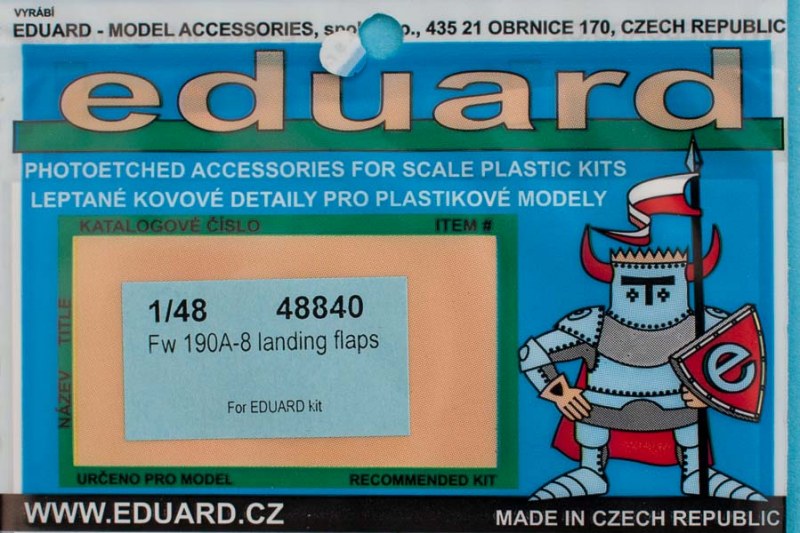 VYRÁBÍ
EDUARD - MODEL ACCESSORIES, 435 21 OBRNICE 170, CZECH REPUBLIC
eduard
PHOTOETCHED ACCESSORIES FOR SCALE PLASTIC KITS
LEPTANÉ KOVOVÉ DETAILY PRO PLASTIKOVÉ MODELY
KATALOGOVÉ ČÍSLO ITEM #
NÁZEV TITLE
1/48 48840
Fw 190A-8 landing flaps
For EDUARD kit
e
URČENO PRO MODEL RECOMMENDED KIT
WWW.EDUARD.CZ
MADE IN CZECH REPUBLIC